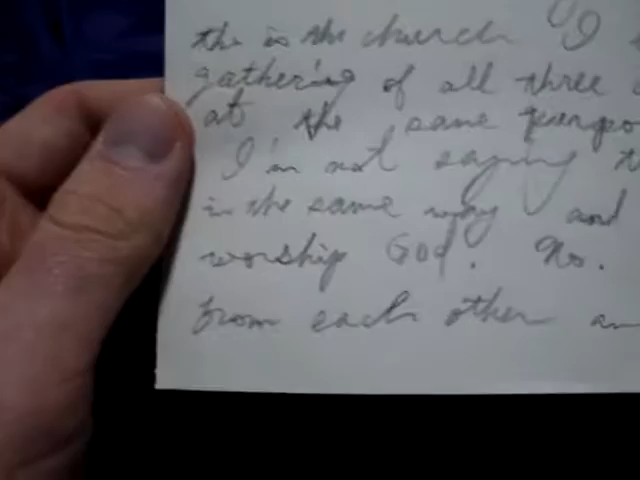 the is the church I
gathering of all three
at the same purpo
I'm not saying t
in the same way and
worship God. No.
from each other an